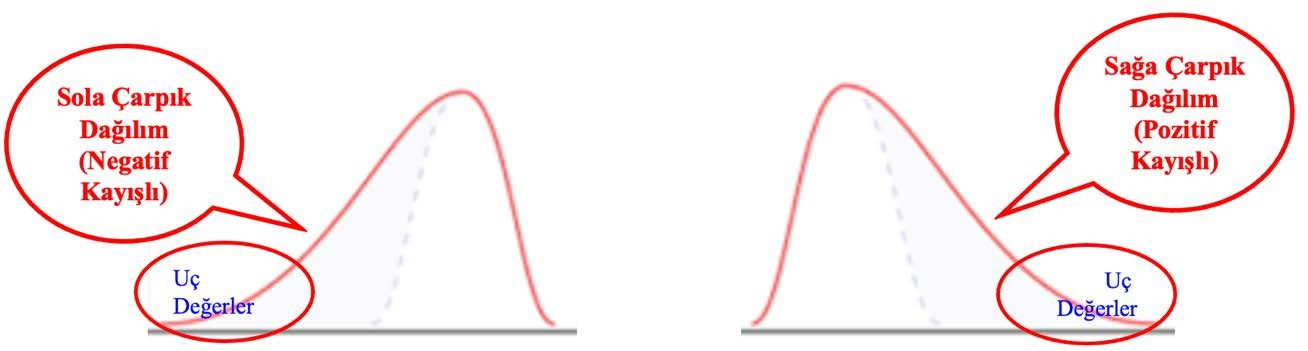 Sola Çarpık
Dağılım
(Negatif
Kayışlı)
Uç
Değerler
Sağa Çarpık
Dağılım
(Pozitif
Kayışlı)
Uç
Değerler